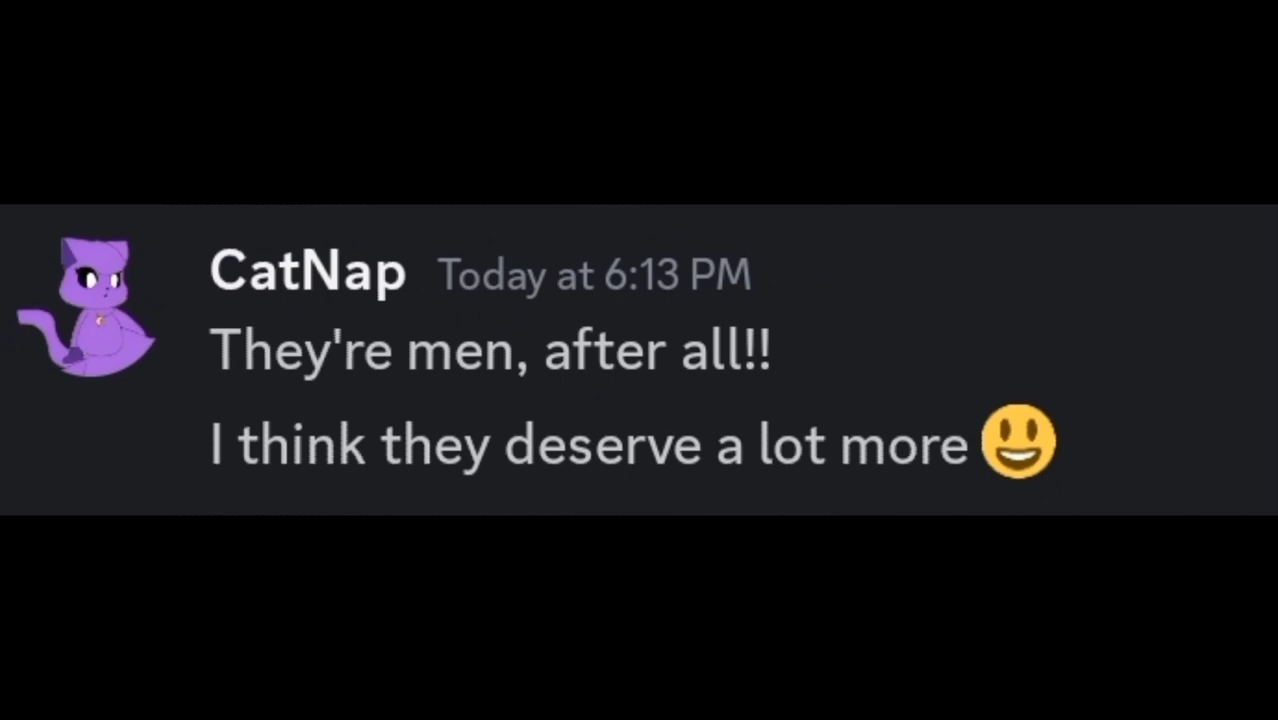 CatNap Today at 6:13 PM
They're men, after all!!
I think they deserve a lot more 😃